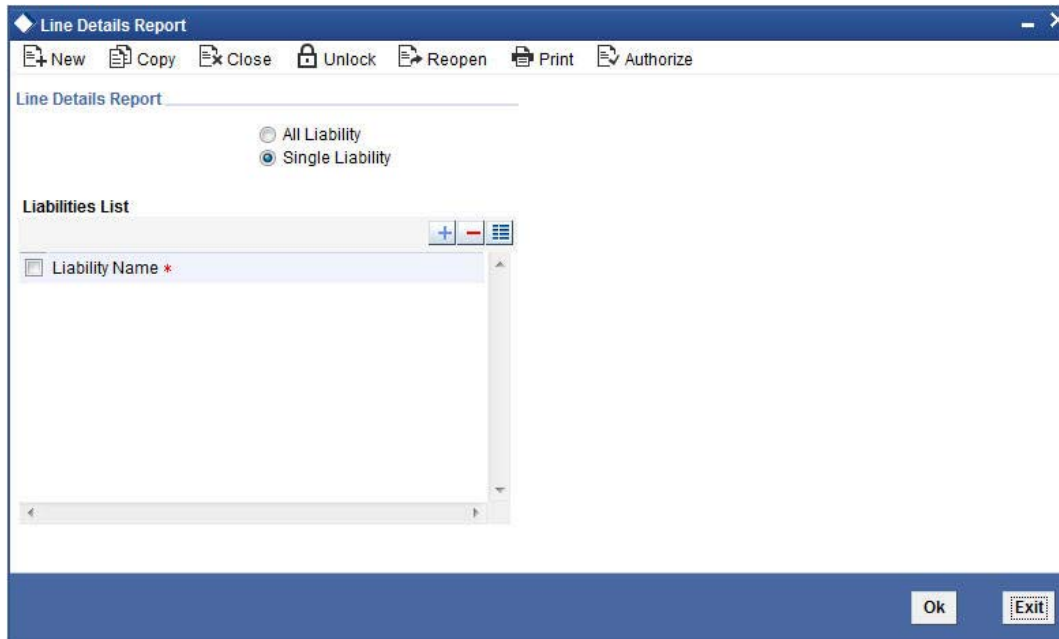 Line Details Report
New Copy Close Unlock Reopen Print Authorize
Line Details Report
All Liability
Single Liability
Liabilities List
Liability Name *
Ok Exit